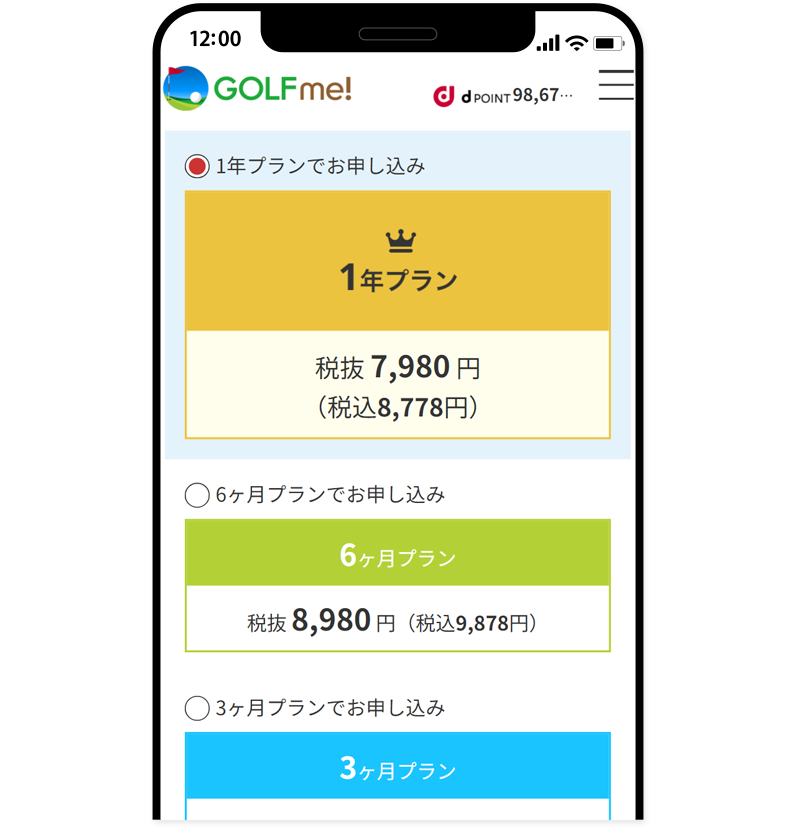 12:00
GOLFme!
d d POINT 98,67…
1年プランでお申し込み
1年プラン
税抜 7,980 円
（税込8,778円）
6ヶ月プランでお申し込み
6ヶ月プラン
税抜 8,980 円（税込9,878円）
3ヶ月プランでお申し込み
3ヶ月プラン